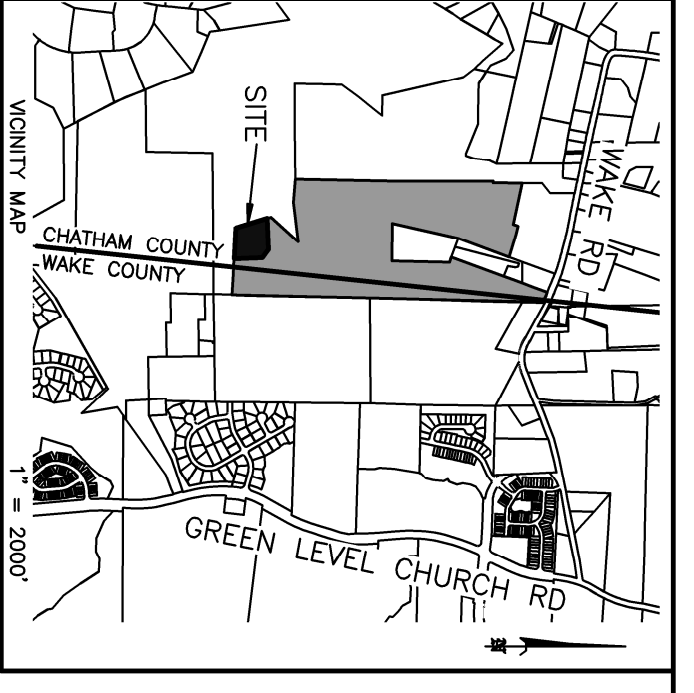 SITE
WAKE RD
CHATHAM COUNTY
WAKE COUNTY
GREEN LEVEL CHURCH RD
VICINITY MAP
1" = 2000'